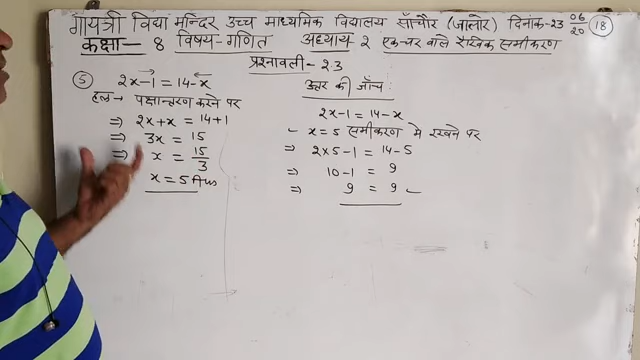 गायत्री विद्या मन्दिर उच्च माध्यमिक विद्यालय साँचौर (जालोर) दिनांक-23 06/20 (18)
कक्षा- 8 विषय-गणित अध्याय 2 एक-चर वाले रैखिक समीकरण
प्रश्नावली-2.3
(5) 2x-1 = 14-x
हल→ पक्षान्तरण करने पर
⇒ 2x+x = 14+1
⇒ 3x = 15
⇒ x = 15/3
x = 5 Ans
उत्तर की जाँच:
2x-1 = 14-x
x=5 समीकरण मे रखने पर
⇒ 2x5-1 = 14-5
⇒ 10-1 = 9
⇒ 9 = 9